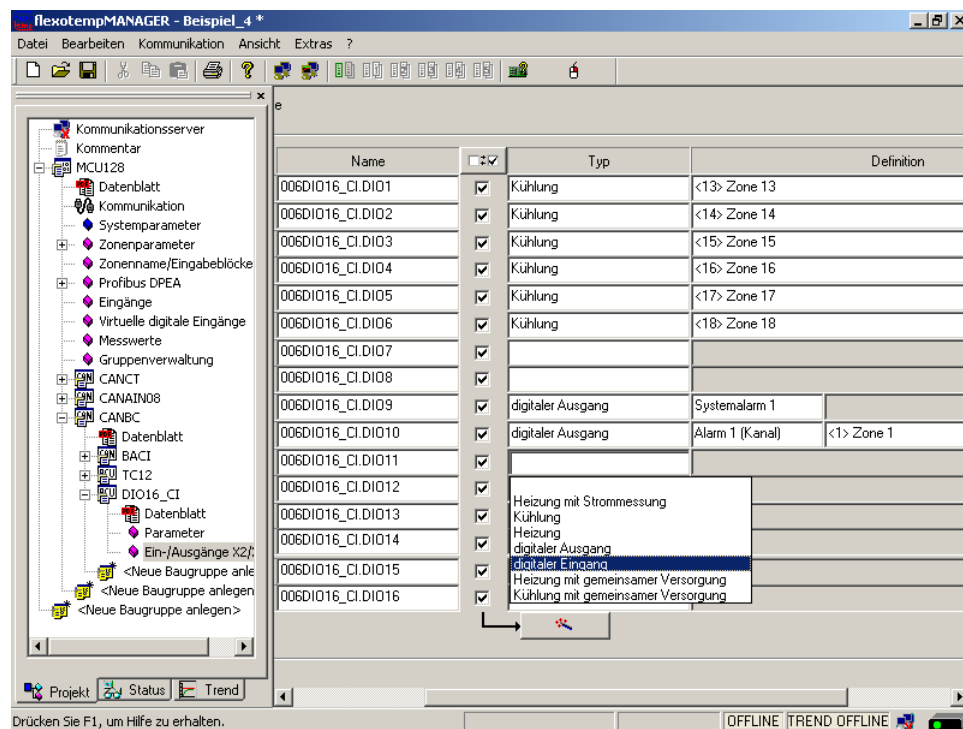 flexotempMANAGER - Beispiel_4 *
Datei Bearbeiten Kommunikation Ansicht Extras ?
e
Kommunikationsserver
Kommentar
MCU128
Datenblatt
Kommunikation
Systemparameter
Zonenparameter
Zonenname/Eingabeblöcke
Profibus DPEA
Eingänge
Virtuelle digitale Eingänge
Messwerte
Gruppenverwaltung
CANCT
CANAIN08
CANBC
Datenblatt
BACI
TC12
DIO16_CI
Datenblatt
Parameter
Ein-/Ausgänge X2/
<Neue Baugruppe anle
<Neue Baugruppe anlegen
<Neue Baugruppe anlegen>
Projekt Status Trend
Name Typ Definition
006DIO16_CI.DIO1 Kühlung <13> Zone 13
006DIO16_CI.DIO2 Kühlung <14> Zone 14
006DIO16_CI.DIO3 Kühlung <15> Zone 15
006DIO16_CI.DIO4 Kühlung <16> Zone 16
006DIO16_CI.DIO5 Kühlung <17> Zone 17
006DIO16_CI.DIO6 Kühlung <18> Zone 18
006DIO16_CI.DIO7
006DIO16_CI.DIO8
006DIO16_CI.DIO9 digitaler Ausgang Systemalarm 1
006DIO16_CI.DIO10 digitaler Ausgang Alarm 1 (Kanal) <1> Zone 1
006DIO16_CI.DIO11
006DIO16_CI.DIO12
006DIO16_CI.DIO13
006DIO16_CI.DIO14
006DIO16_CI.DIO15
006DIO16_CI.DIO16
Heizung mit Strommessung
Kühlung
Heizung
digitaler Ausgang
digitaler Eingang
Heizung mit gemeinsamer Versorgung
Kühlung mit gemeinsamer Versorgung
Drücken Sie F1, um Hilfe zu erhalten.
OFFLINE TREND OFFLINE